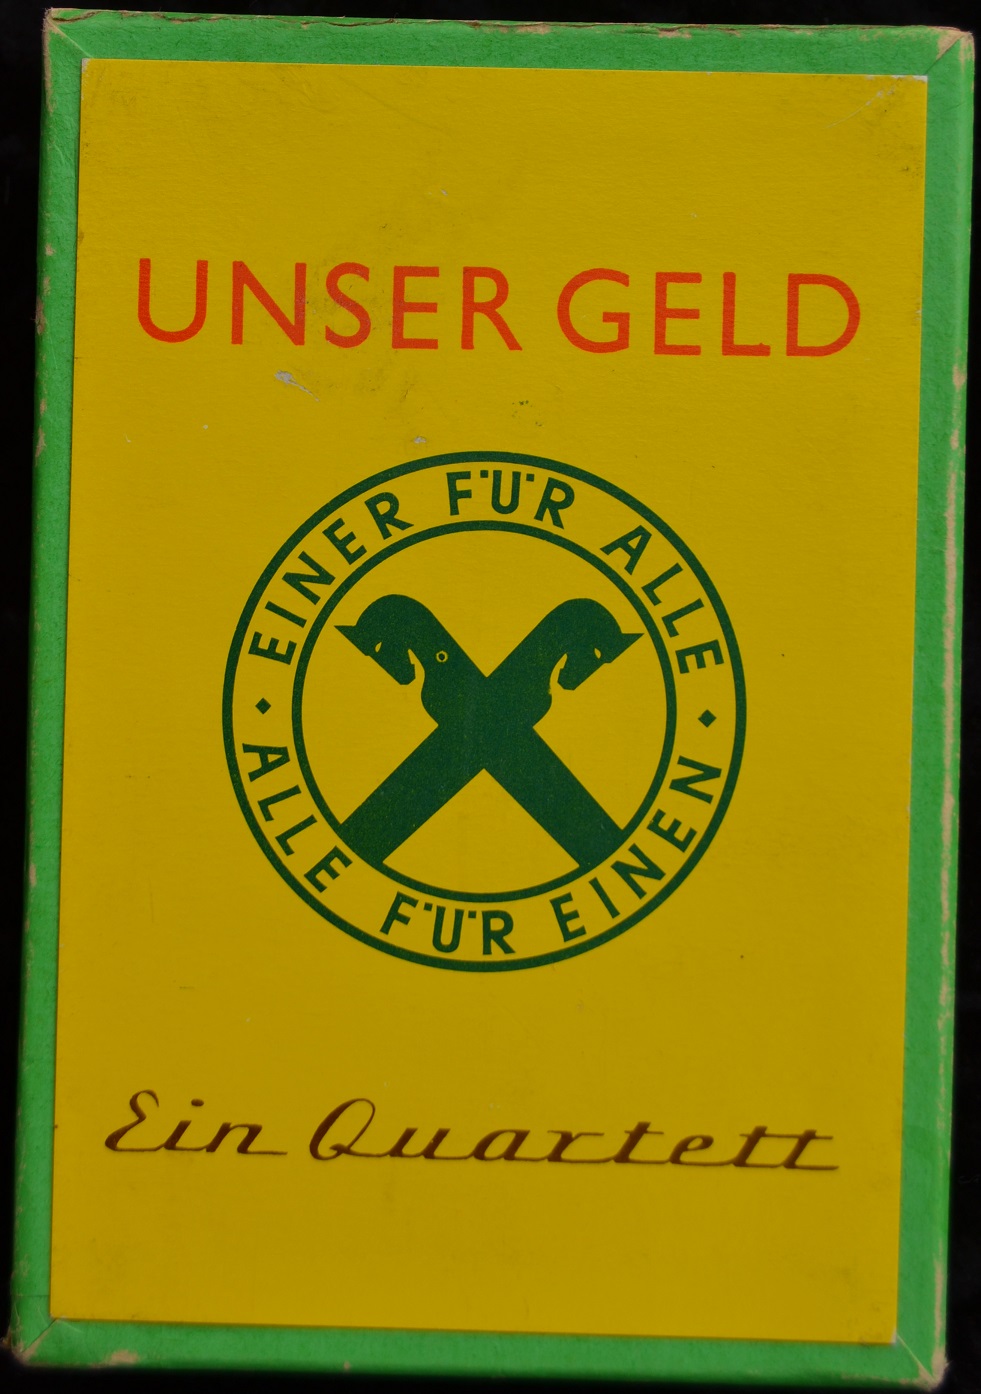 UNSER GELD
EINER FÜR ALLE
ALLE FÜR EINEN
Ein Quartett